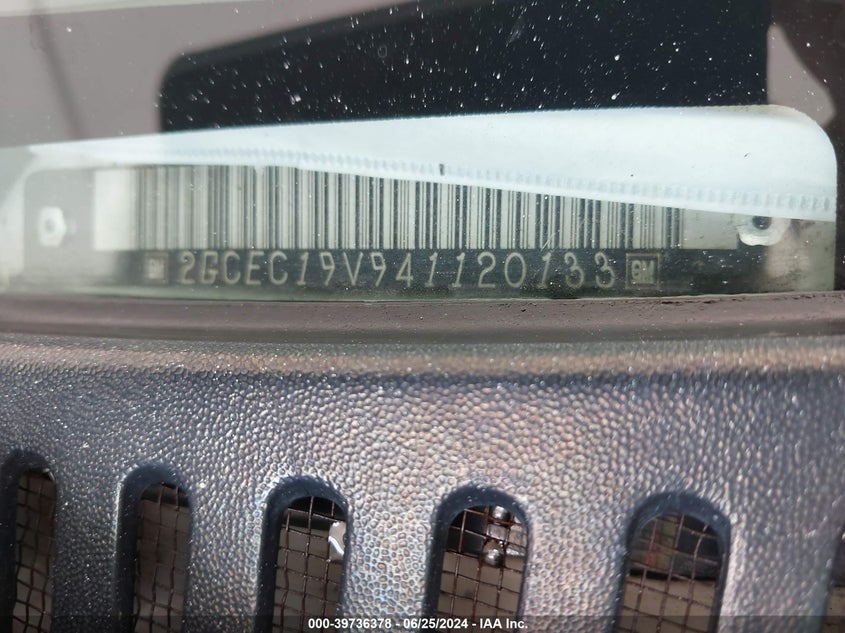 GM 2GCEC19V941120133 GM
000-39736378 - 06/25/2024 - IAA Inc.